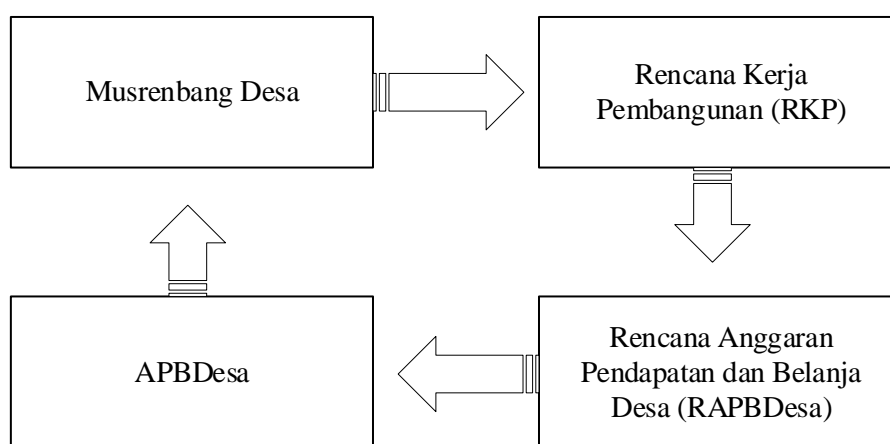 Musrenbang Desa
Rencana Kerja
Pembangunan (RKP)
APBDesa
Rencana Anggaran
Pendapatan dan Belanja
Desa (RAPBDesa)